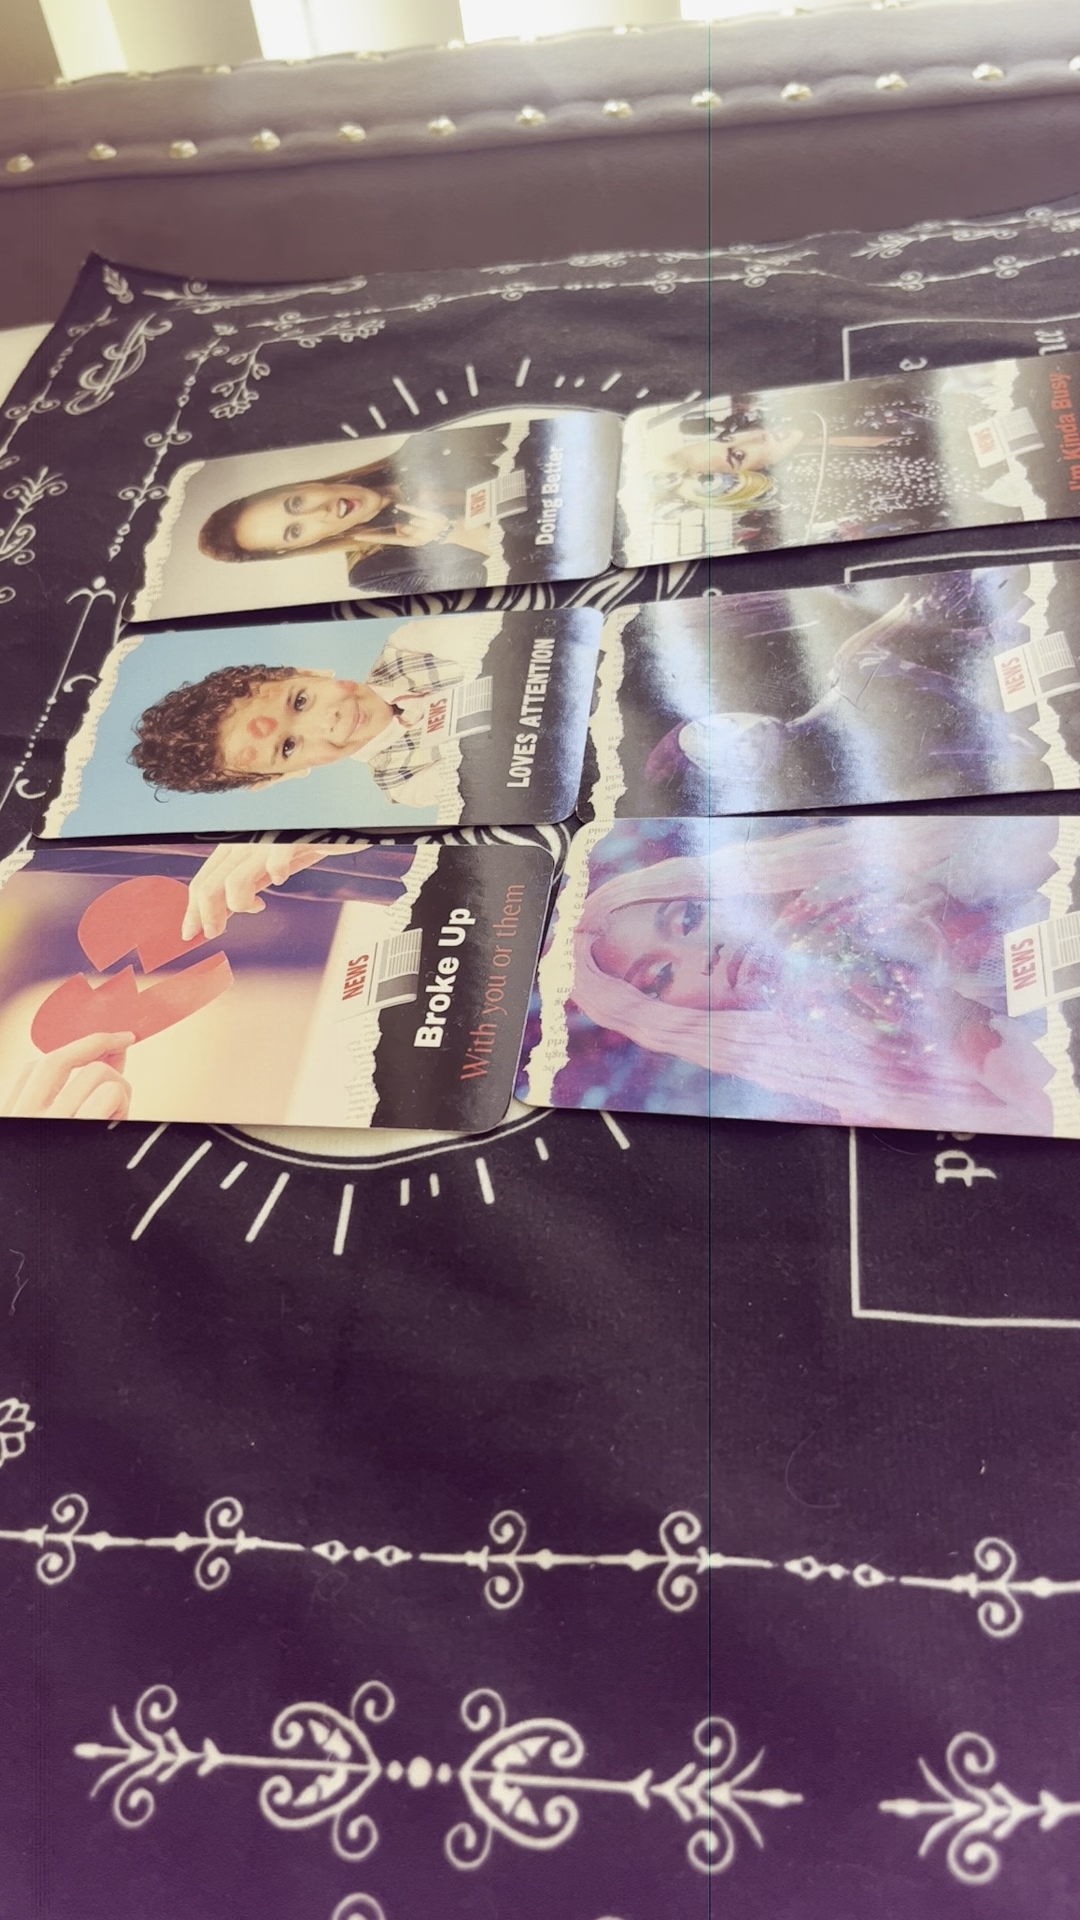 Doing Better
NEWS
I'm Kinda Busy
NEWS
LOVES ATTENTION
NEWS
NEWS
Broke Up
With you or them
NEWS
NEWS